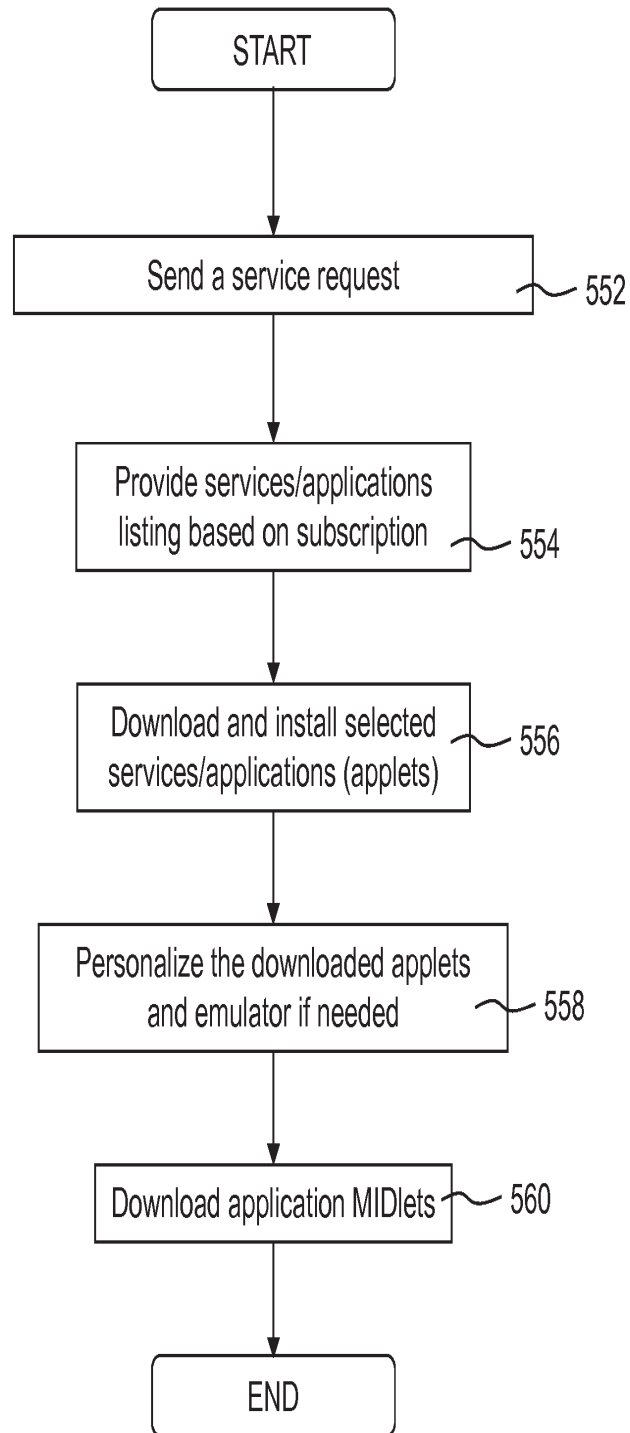 START
Send a service request
552
Provide services/applications
listing based on subscription
554
Download and install selected
services/applications (applets)
556
Personalize the downloaded applets
and emulator if needed
558
Download application MIDlets
560
END